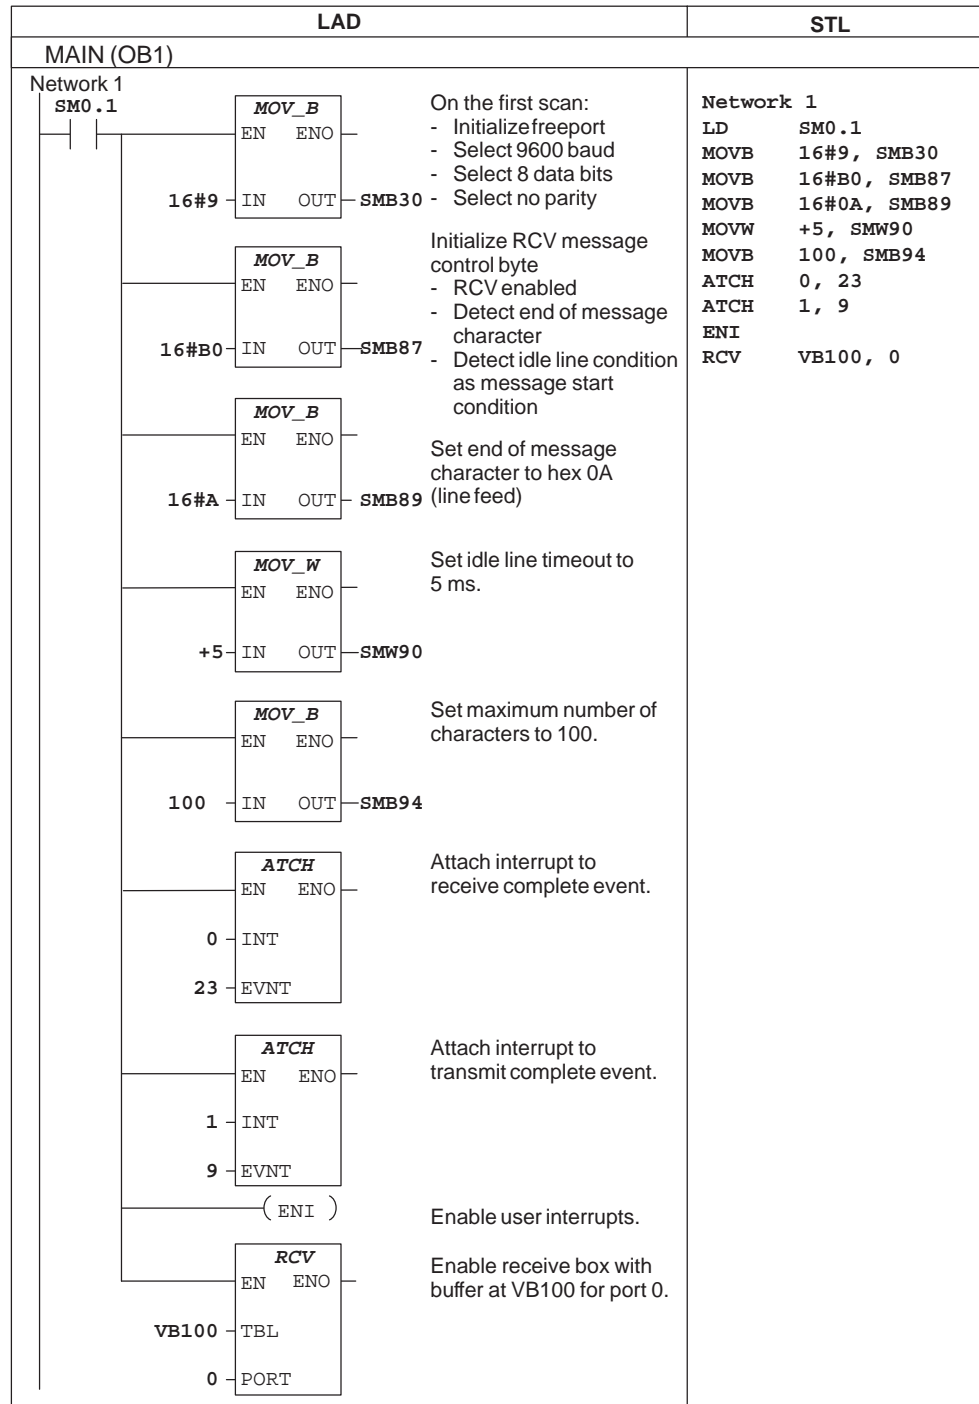 LAD STL
MAIN (OB1)
Network 1
SM0.1
MOV_B
EN ENO
16#9 IN OUT SMB30
On the first scan:
- Initialize freeport
- Select 9600 baud
- Select 8 data bits
- Select no parity
MOV_B
EN ENO
16#B0 IN OUT SMB87
Initialize RCV message
control byte
- RCV enabled
- Detect end of message
character
- Detect idle line condition
as message start
condition
MOV_B
EN ENO
16#A IN OUT SMB89
Set end of message
character to hex 0A
(line feed)
MOV_W
EN ENO
+5 IN OUT SMW90
Set idle line timeout to
5 ms.
MOV_B
EN ENO
100 IN OUT SMB94
Set maximum number of
characters to 100.
ATCH
EN ENO
0 INT
23 EVNT
Attach interrupt to
receive complete event.
ATCH
EN ENO
1 INT
9 EVNT
Attach interrupt to
transmit complete event.
( ENI )
Enable user interrupts.
RCV
EN ENO
VB100 TBL
0 PORT
Enable receive box with
buffer at VB100 for port 0.
Network 1
LD SM0.1
MOVB 16#9, SMB30
MOVB 16#B0, SMB87
MOVB 16#0A, SMB89
MOVW +5, SMW90
MOVB 100, SMB94
ATCH 0, 23
ATCH 1, 9
ENI
RCV VB100, 0